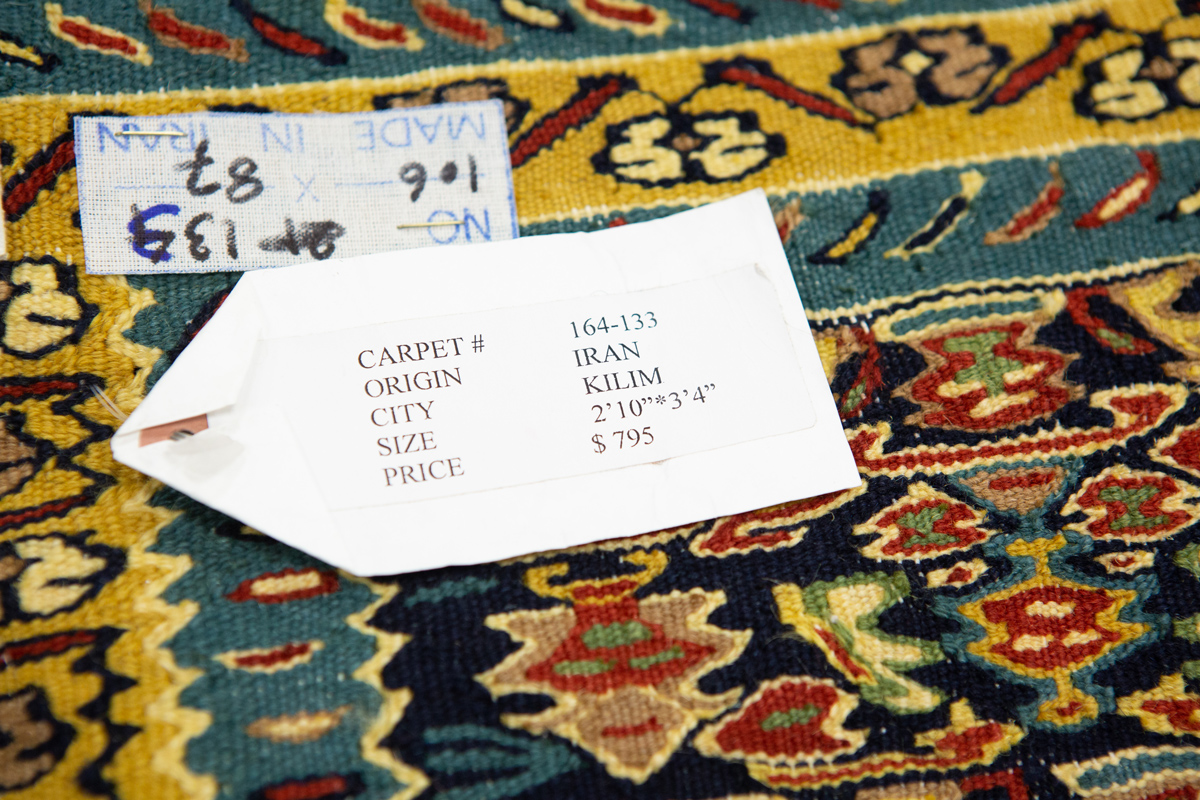 CARPET # 164-133
ORIGIN IRAN
CITY KILIM
SIZE 2’10”*3’4”
PRICE $ 795
NO 133
106 x 87
MADE IN IRAN